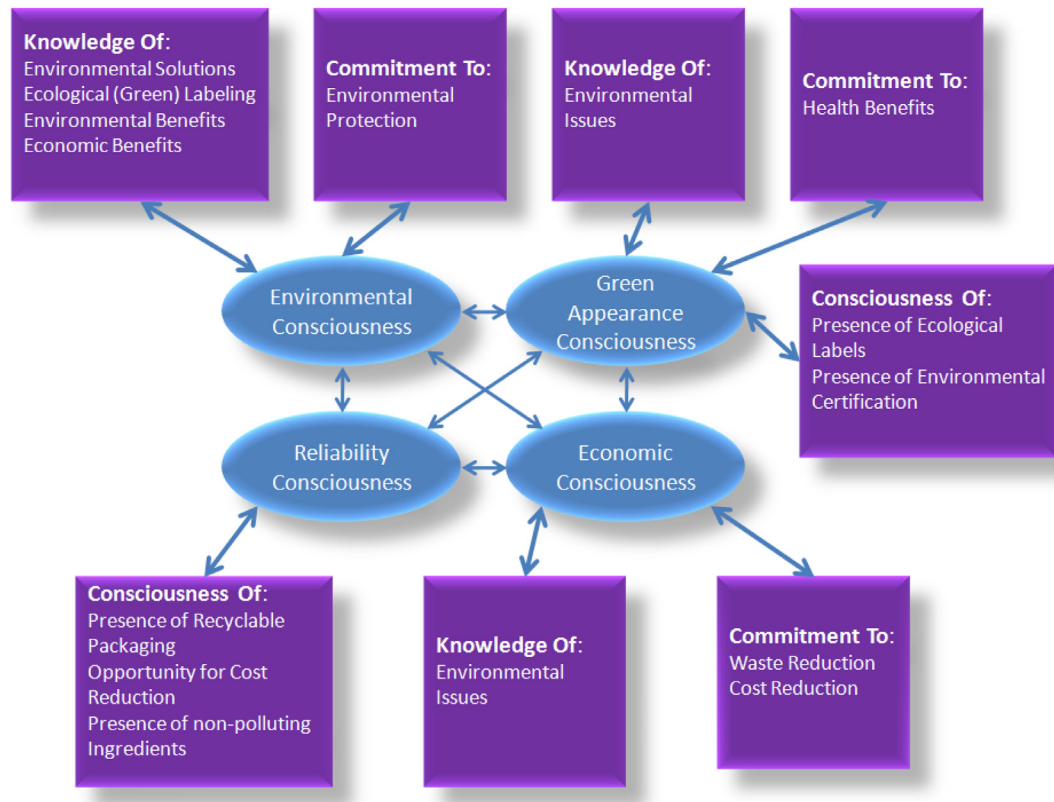 Knowledge Of:
Environmental Solutions
Ecological (Green) Labeling
Environmental Benefits
Economic Benefits
Commitment To:
Environmental
Protection
Knowledge Of:
Environmental
Issues
Commitment To:
Health Benefits
Environmental
Consciousness
Green
Appearance
Consciousness
Consciousness Of:
Presence of Ecological
Labels
Presence of Environmental
Certification
Reliability
Consciousness
Economic
Consciousness
Consciousness Of:
Presence of Recyclable
Packaging
Opportunity for Cost
Reduction
Presence of non-polluting
Ingredients
Knowledge Of:
Environmental
Issues
Commitment To:
Waste Reduction
Cost Reduction